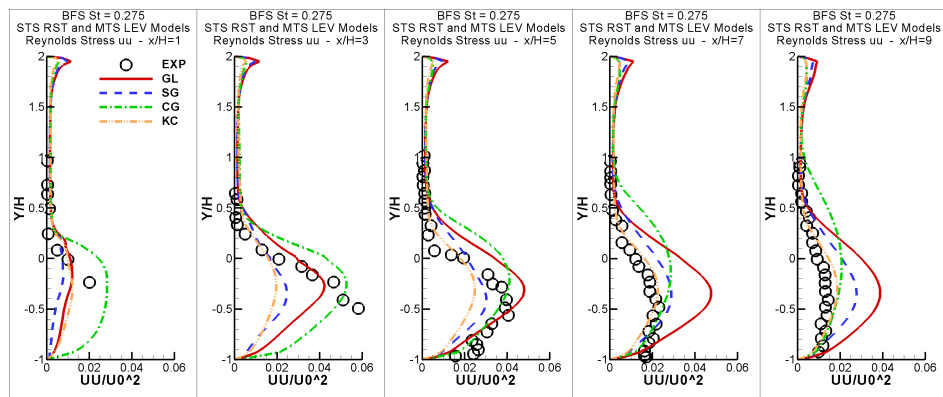 BFS St = 0.275
STS RST and MTS LEV Models
Reynolds Stress uu - x/H=1
BFS St = 0.275
STS RST and MTS LEV Models
Reynolds Stress uu - x/H=3
BFS St = 0.275
STS RST and MTS LEV Models
Reynolds Stress uu - x/H=5
BFS St = 0.275
STS RST and MTS LEV Models
Reynolds Stress uu - x/H=7
BFS St = 0.275
STS RST and MTS LEV Models
Reynolds Stress uu - x/H=9
2
1.5
1
0.5
0
-0.5
-1
Y/H
EXP
GL
SG
CG
KC
0
0.02
0.04
0.06
UU/U0^2
2
1.5
1
0.5
0
-0.5
-1
Y/H
0
0.02
0.04
0.06
UU/U0^2
2
1.5
1
0.5
0
-0.5
-1
Y/H
0
0.02
0.04
0.06
UU/U0^2
2
1.5
1
0.5
0
-0.5
-1
Y/H
0
0.02
0.04
0.06
UU/U0^2
2
1.5
1
0.5
0
-0.5
-1
Y/H
0
0.02
0.04
0.06
UU/U0^2